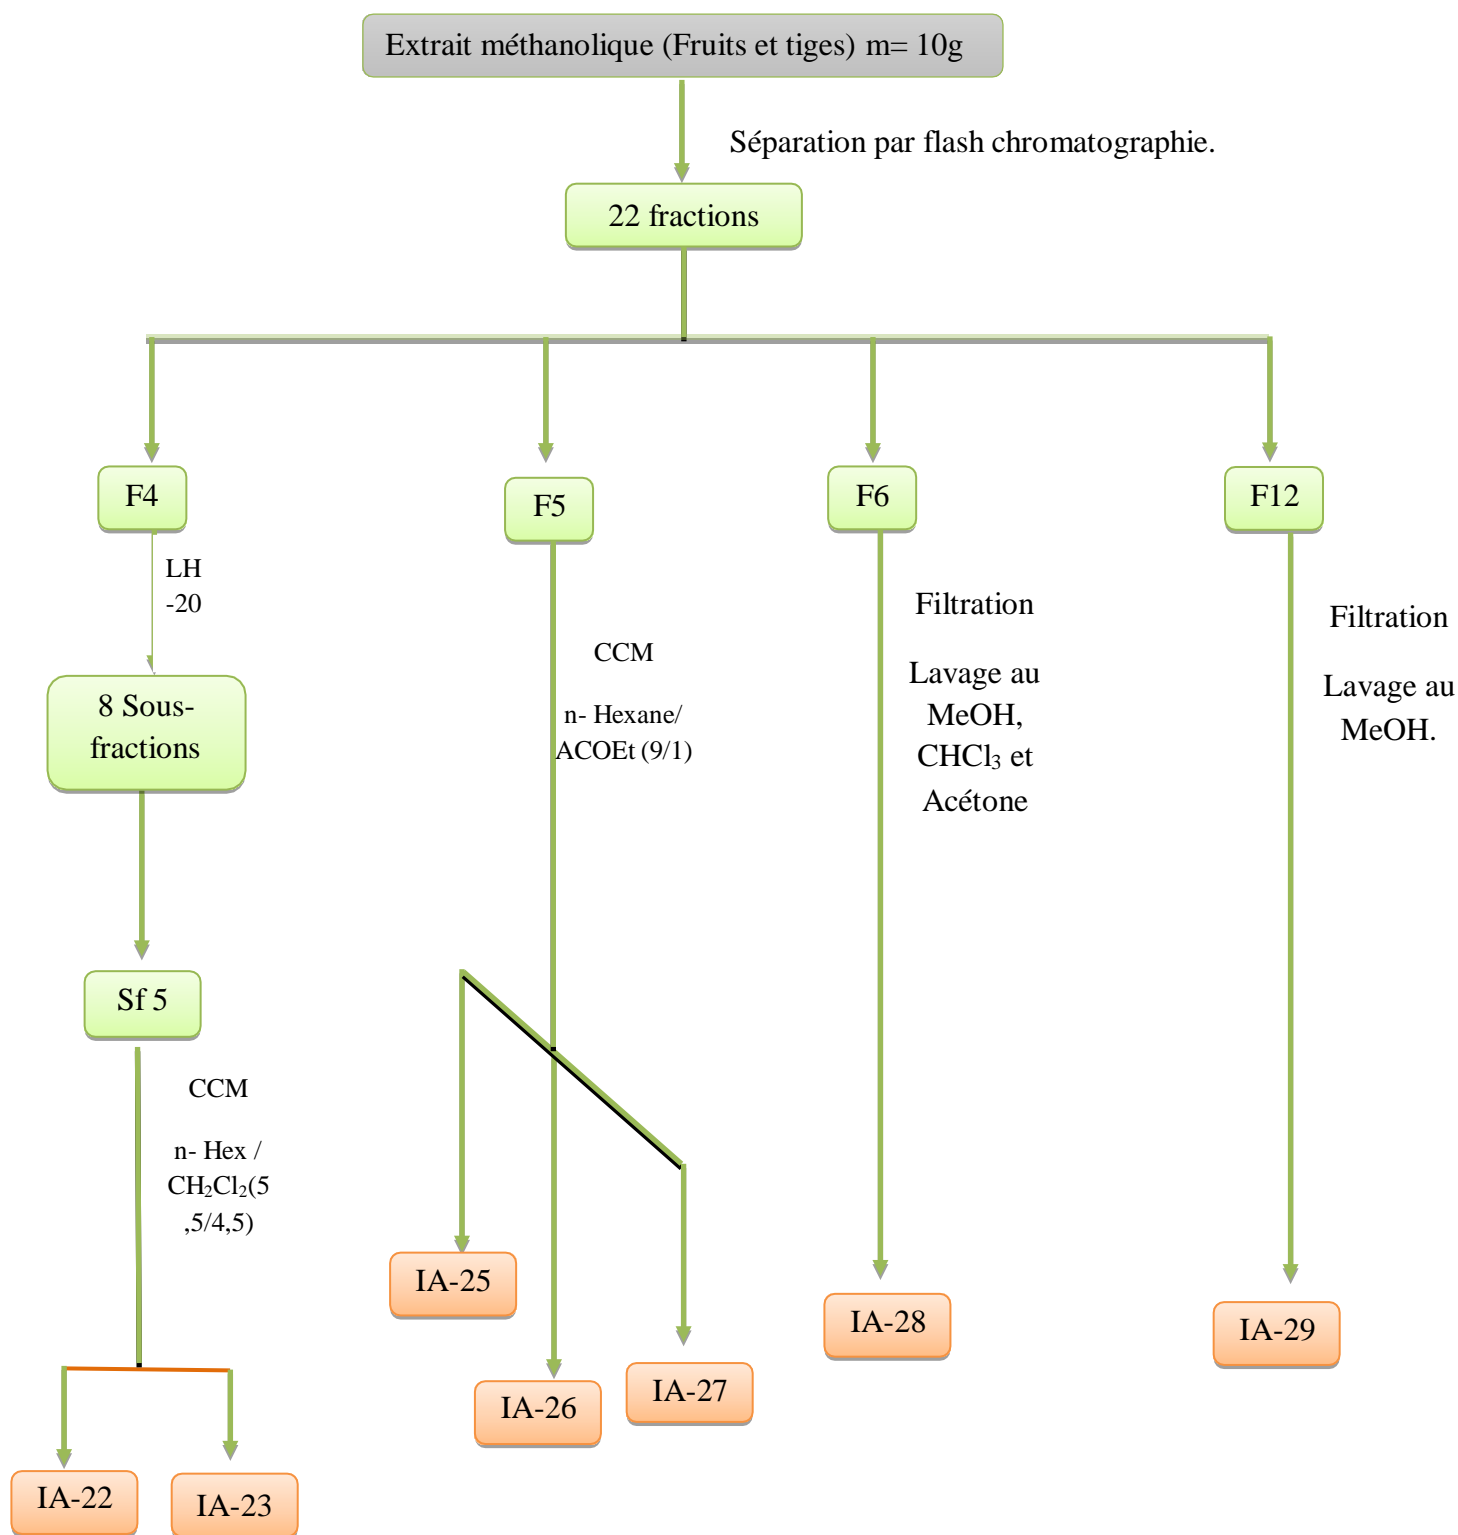 Extrait méthanolique (Fruits et tiges) m= 10g
Séparation par flash chromatographie.
22 fractions
F4
F5
F6
F12
LH
-20
8 Sous-
fractions
Sf 5
CCM
n- Hex /
CH₂Cl₂(5
,5/4,5)
IA-22
IA-23
CCM
n- Hexane/
ACOEt (9/1)
IA-25
IA-26
IA-27
Filtration
Lavage au
MeOH,
CHCl₃ et
Acétone
IA-28
Filtration
Lavage au
MeOH.
IA-29